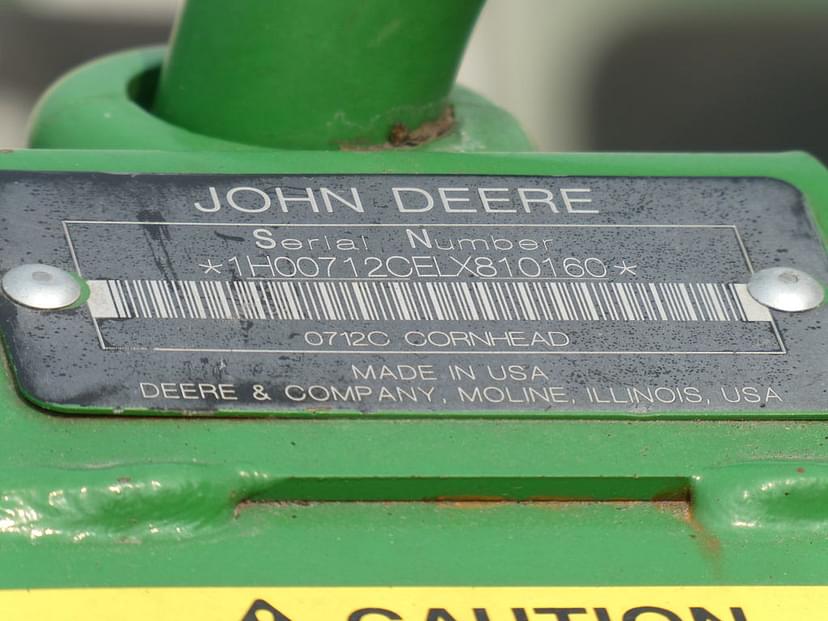 JOHN DEERE
Serial Number
*1H00712CELX810160*
0712C CORNHEAD
MADE IN USA
DEERE & COMPANY, MOLINE, ILLINOIS, USA
CAUTION